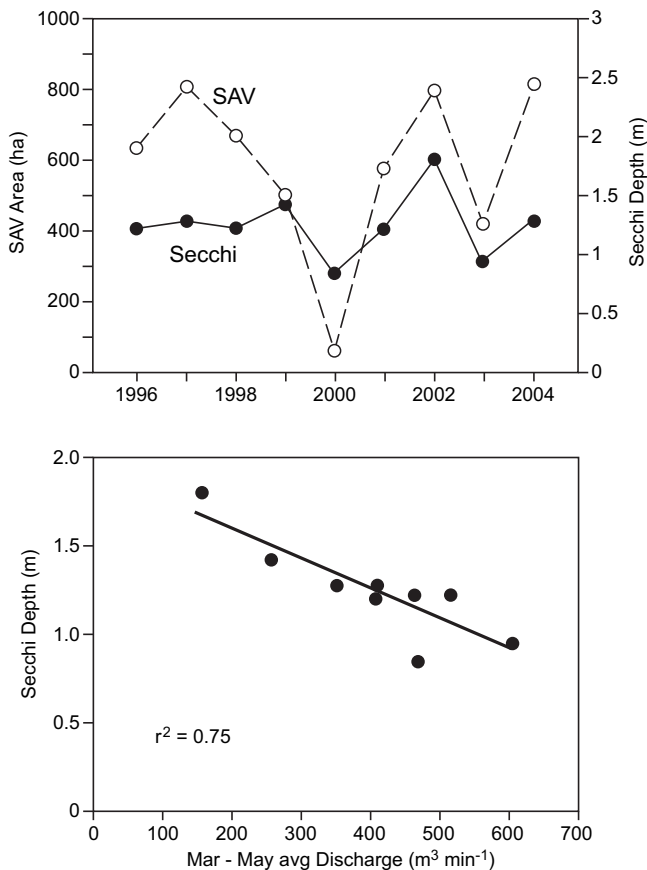 1000
800
600
400
200
0
SAV Area (ha)
SAV
Secchi
3
2.5
2
1.5
1
0.5
0
Secchi Depth (m)
1996 1998 2000 2002 2004
2.0
1.5
1.0
0.5
0
Secchi Depth (m)
r² = 0.75
0 100 200 300 400 500 600 700
Mar - May avg Discharge (m³ min⁻¹)